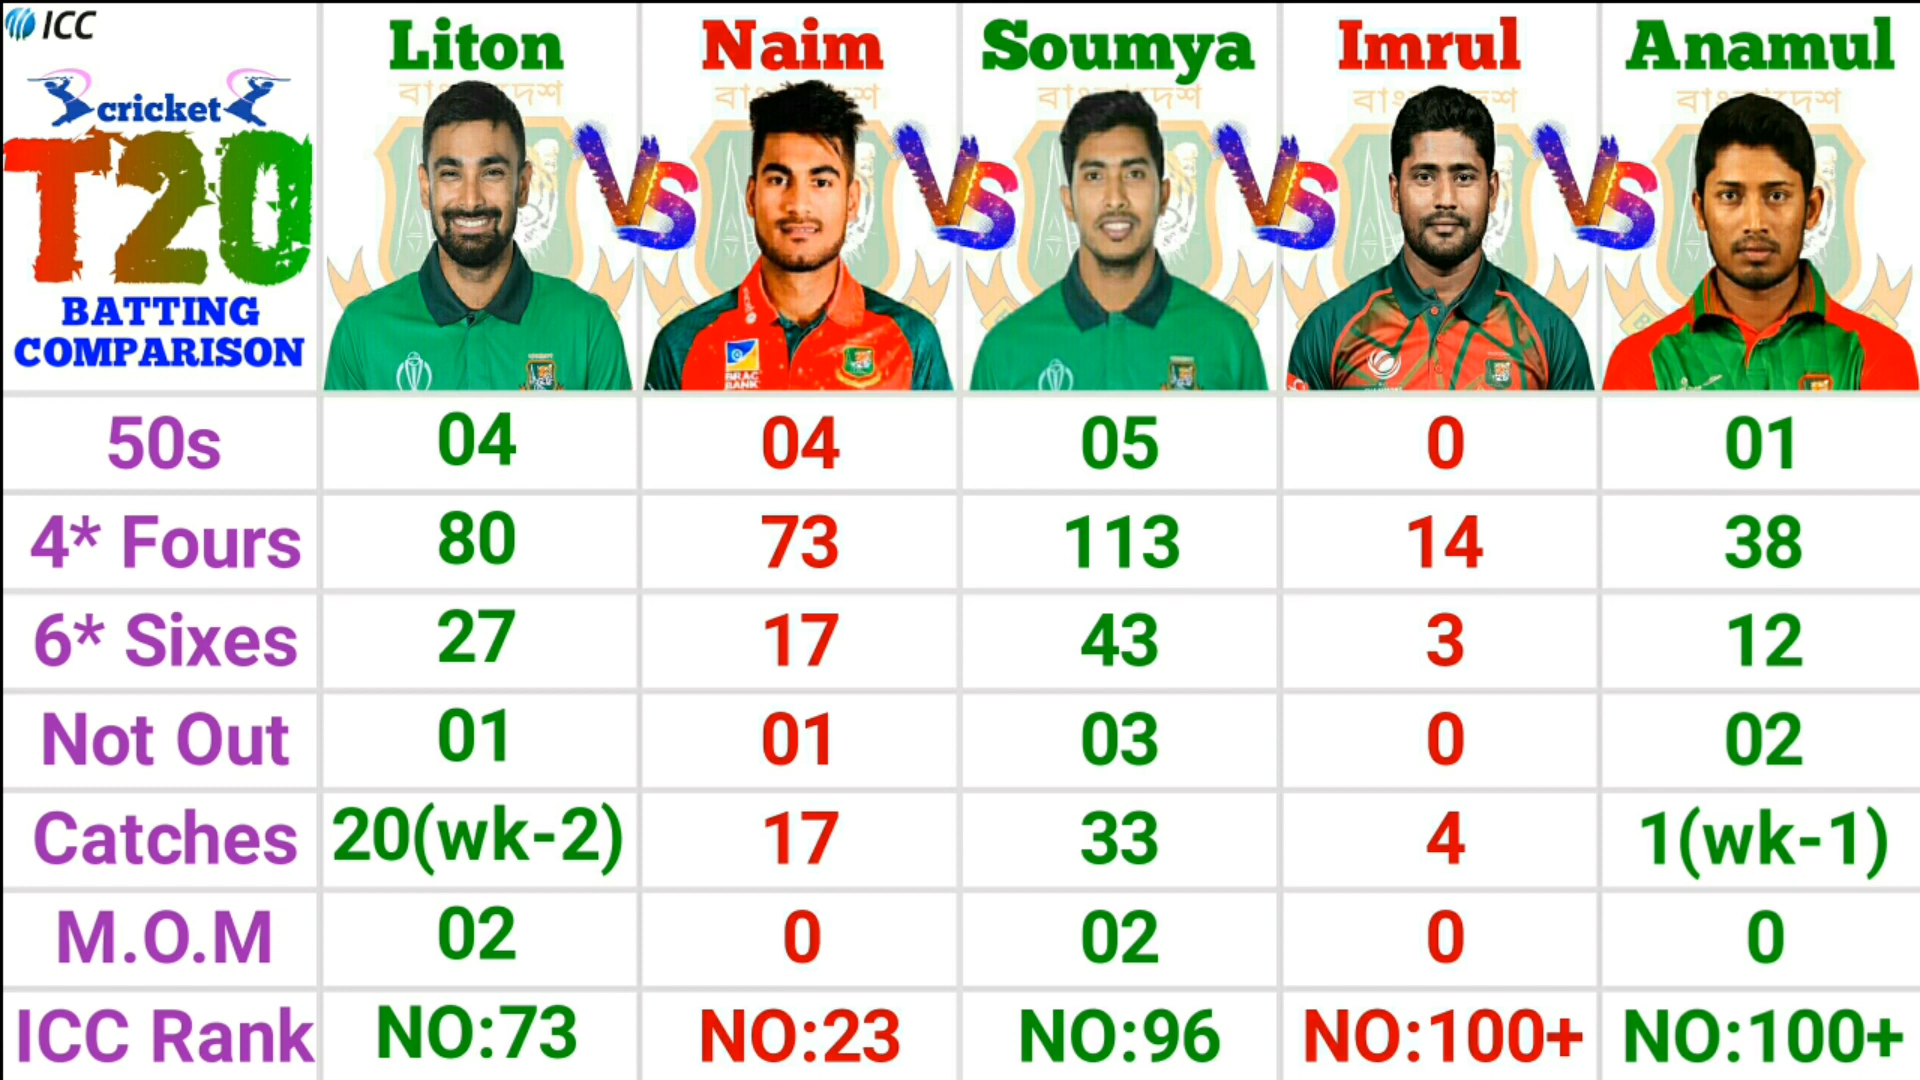 ICC
Liton
Naim
Soumya
Imrul
Anamul
cricket
T20
BATTING
COMPARISON
VS
VS
VS
VS
BRAC
BANK
50s
04
04
05
0
01
4* Fours
80
73
113
14
38
6* Sixes
27
17
43
3
12
Not Out
01
01
03
0
02
Catches
20(wk-2)
17
33
4
1(wk-1)
M.O.M
02
0
02
0
0
ICC Rank
NO:73
NO:23
NO:96
NO:100+
NO:100+